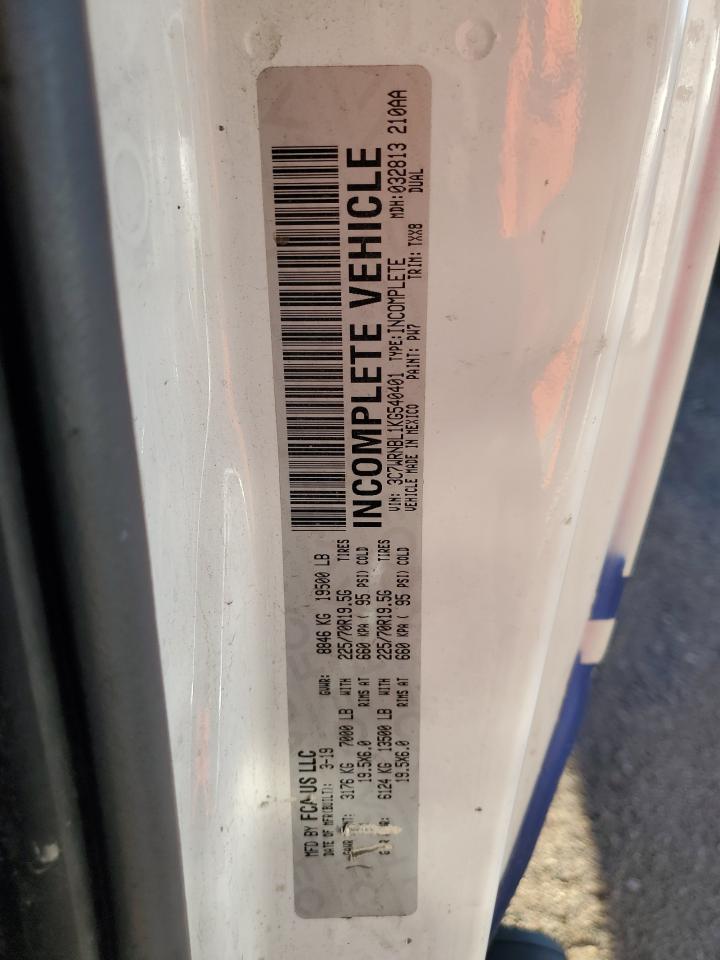 MFD BY FCA US LLC
DATE OF MFR(BUILT): 3-19 GVWR: 8846 KG 19500 LB
GAWR FRONT: 3176 KG 7000 LB WITH 225/70R19.5G TIRES
19.5X6.0 RIMS AT 660 KPA ( 95 PSI) COLD
6124 KG 13500 LB WITH 225/70R19.5G TIRES
19.5X6.0 RIMS AT 660 KPA ( 95 PSI) COLD
INCOMPLETE VEHICLE
VIN: 3C7WRNBL1KG540401 TYPE:INCOMPLETE MDH:032813 210AA
VEHICLE MADE IN MEXICO PAINT: PW7 TRIM: TXX8 DUAL